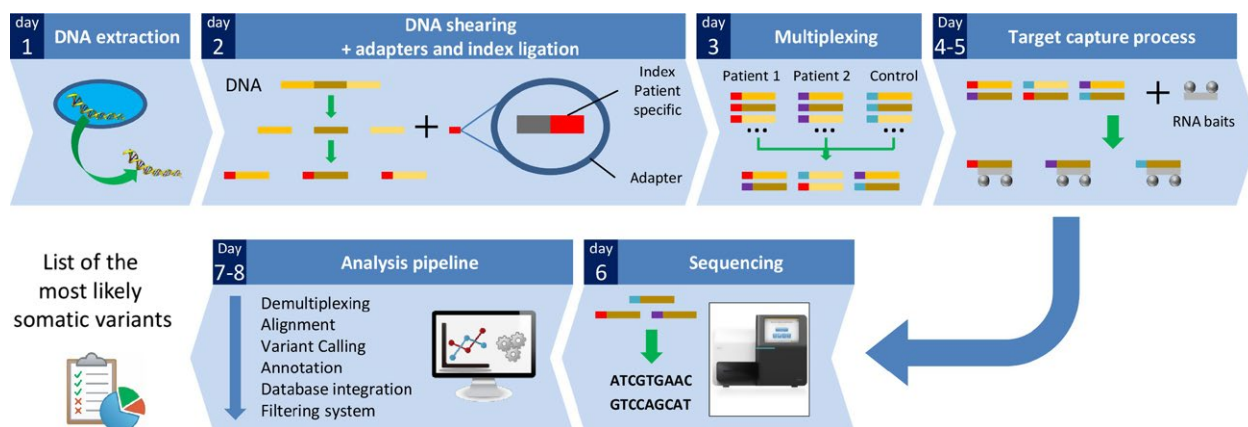 day
1
DNA extraction
day
2
DNA shearing
+ adapters and index ligation
DNA
Index
Patient
specific
Adapter
day
3
Multiplexing
Patient 1
Patient 2
Control
day
4-5
Target capture process
RNA baits
List of the
most likely
somatic variants
Day
7-8
Analysis pipeline
Demultiplexing
Alignment
Variant Calling
Annotation
Database integration
Filtering system
day
6
Sequencing
ATCGTGAAC
GTCCAGCAT